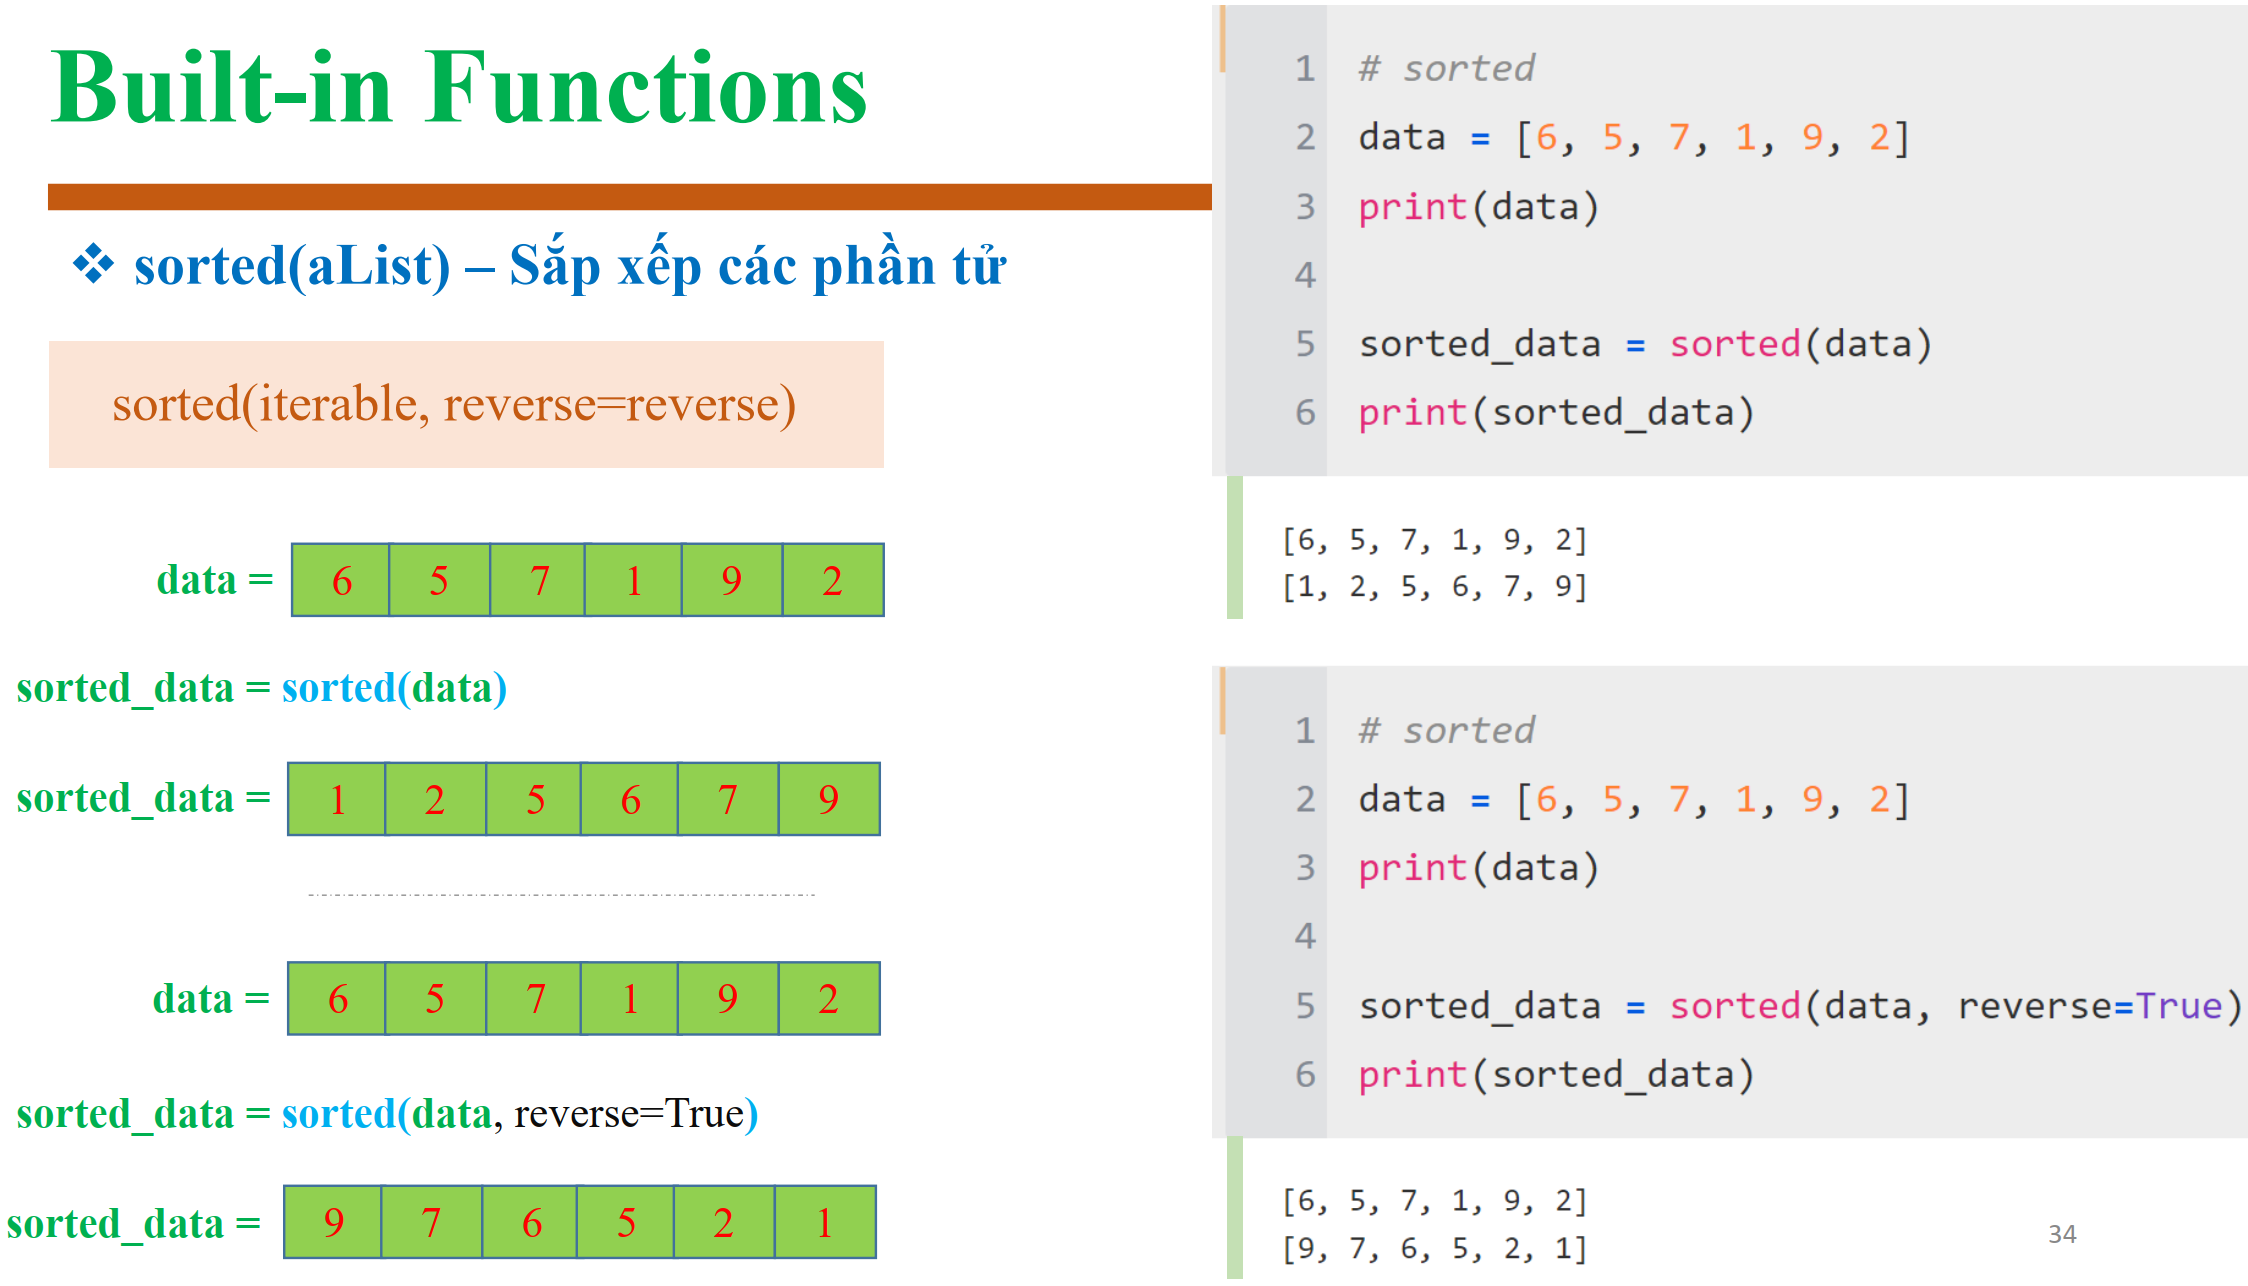 Built-in Functions
❖ sorted(aList) – Sắp xếp các phần tử
sorted(iterable, reverse=reverse)
data = 6 5 7 1 9 2
sorted_data = sorted(data)
sorted_data = 1 2 5 6 7 9
data = 6 5 7 1 9 2
sorted_data = sorted(data, reverse=True)
sorted_data = 9 7 6 5 2 1
1 # sorted
2 data = [6, 5, 7, 1, 9, 2]
3 print(data)
4
5 sorted_data = sorted(data)
6 print(sorted_data)
[6, 5, 7, 1, 9, 2]
[1, 2, 5, 6, 7, 9]
1 # sorted
2 data = [6, 5, 7, 1, 9, 2]
3 print(data)
4
5 sorted_data = sorted(data, reverse=True)
6 print(sorted_data)
[6, 5, 7, 1, 9, 2]
[9, 7, 6, 5, 2, 1]
34